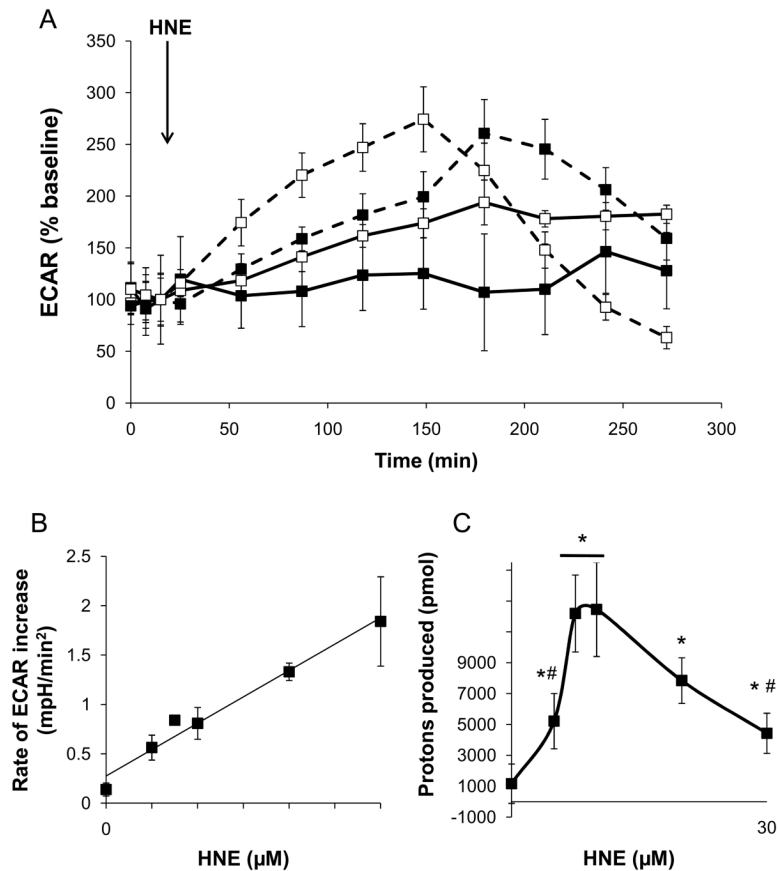 A
HNE
350
300
250
200
150
100
50
0
ECAR (% baseline)
0 50 100 150 200 250 300
Time (min)
B
2.5
2
1.5
1
0.5
0
Rate of ECAR increase
(mpH/min2)
0
HNE (µM)
C
*
*#
*
* #
9000
7000
5000
3000
1000
-1000
Protons produced (pmol)
30
HNE (µM)